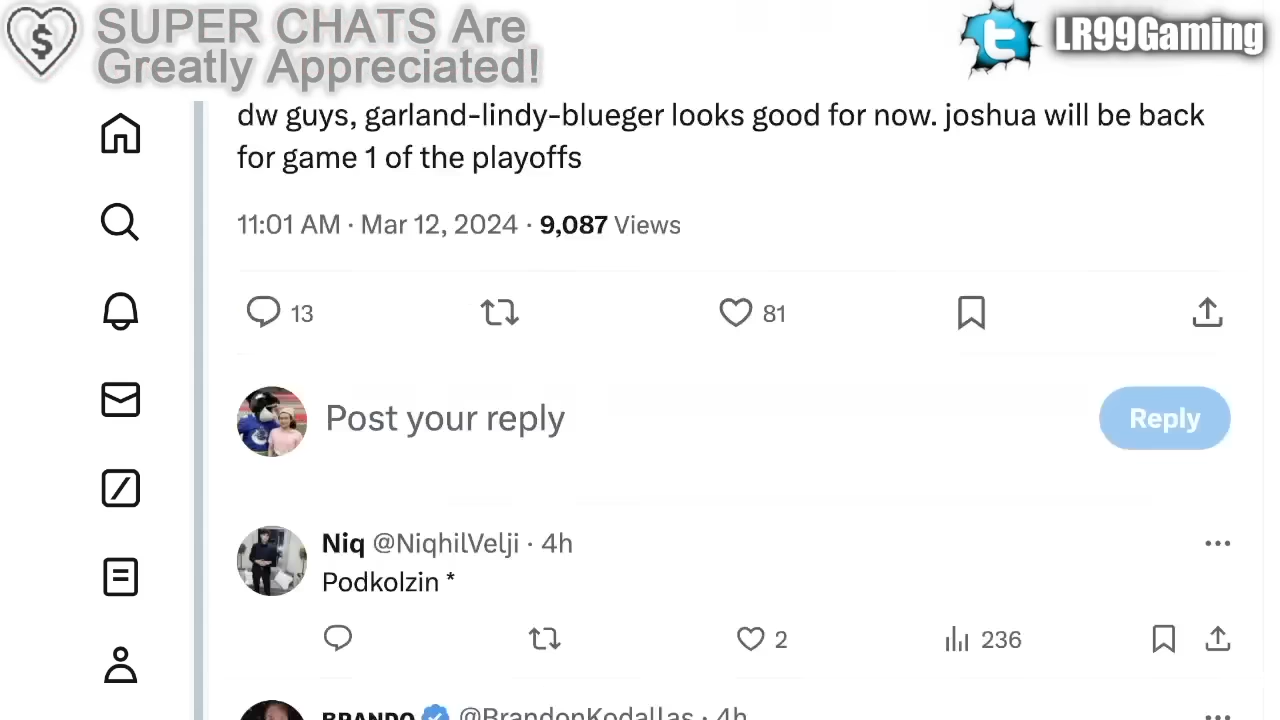 SUPER CHATS Are
Greatly Appreciated!
LR99Gaming
dw guys, garland-lindy-blueger looks good for now. joshua will be back
for game 1 of the playoffs
11:01 AM · Mar 12, 2024 · 9,087 Views
13
81
Post your reply
Reply
Niq @NiqhilVelji · 4h
Podkolzin *
2
236
BRANDO @BrandonKodallas · 4h